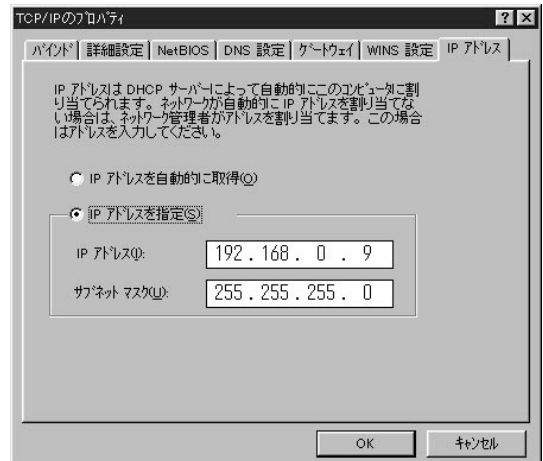 TCP/IPのﾌﾟﾛﾊﾟﾃｨ
ﾊﾞｲﾝﾄﾞ 詳細設定 NetBIOS DNS 設定 ｹﾞｰﾄｳｪｲ WINS 設定 IP ｱﾄﾞﾚｽ
IP ｱﾄﾞﾚｽは DHCP ｻｰﾊﾞｰによって自動的にこのｺﾝﾋﾟｭｰﾀに割
り当てられます。ﾈｯﾄﾜｰｸが自動的に IP ｱﾄﾞﾚｽを割り当てな
い場合は、ﾈｯﾄﾜｰｸ管理者がｱﾄﾞﾚｽを割り当てます。この場合
はｱﾄﾞﾚｽを入力してください。
IP ｱﾄﾞﾚｽを自動的に取得(O)
IP ｱﾄﾞﾚｽを指定(S)
IP ｱﾄﾞﾚｽ(I): 192.168. 0 . 9
ｻﾌﾞﾈｯﾄ ﾏｽｸ(U): 255.255.255. 0
OK ｷｬﾝｾﾙ